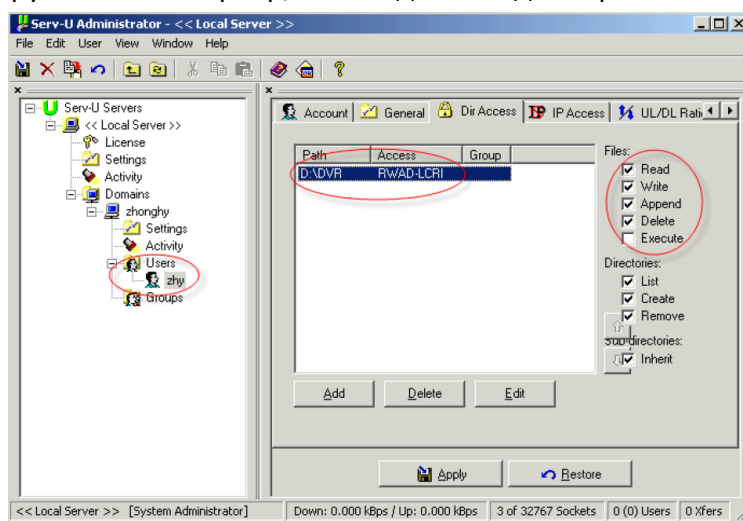 Serv-U Administrator - << Local Server >>
File Edit User View Window Help
Serv-U Servers
<< Local Server >>
License
Settings
Activity
Domains
zhonghy
Settings
Activity
Users
zhy
Groups
Account General Dir Access IP Access UL/DL Rati
Path Access Group
D:\DVR RWAD-LCRI
Files:
Read
Write
Append
Delete
Execute
Directories:
List
Create
Remove
Sub-directories:
Inherit
Add Delete Edit
Apply Restore
<< Local Server >> [System Administrator] Down: 0.000 kBps / Up: 0.000 kBps 3 of 32767 Sockets 0 (0) Users 0 Xfers